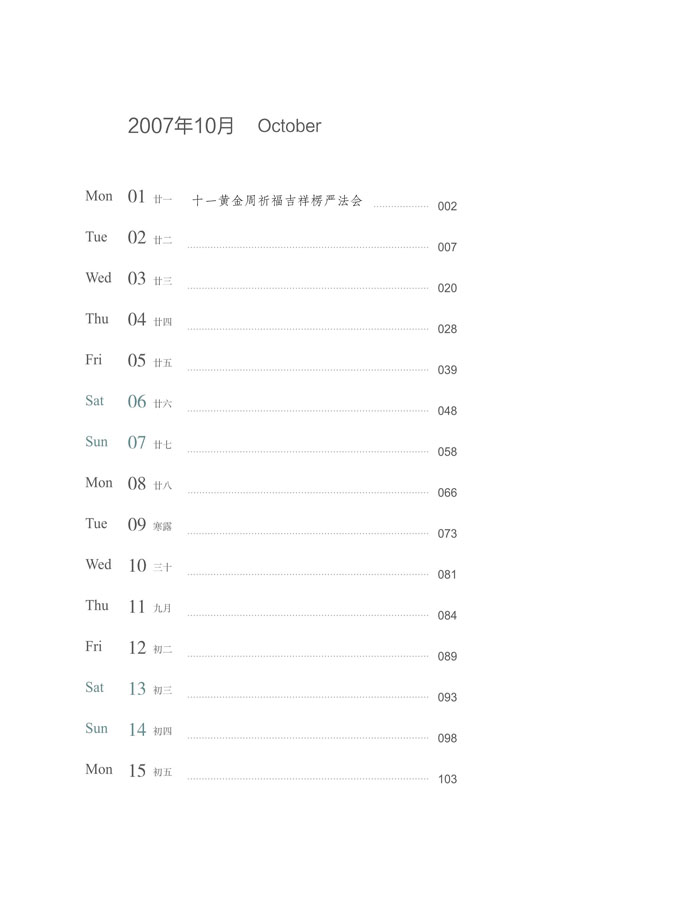 2007年10月 October
Mon 01 廿一 十一黄金周祈福吉祥楞严法会 002
Tue 02 廿二 007
Wed 03 廿三 020
Thu 04 廿四 028
Fri 05 廿五 039
Sat 06 廿六 048
Sun 07 廿七 058
Mon 08 廿八 066
Tue 09 寒露 073
Wed 10 三十 081
Thu 11 九月 084
Fri 12 初二 089
Sat 13 初三 093
Sun 14 初四 098
Mon 15 初五 103